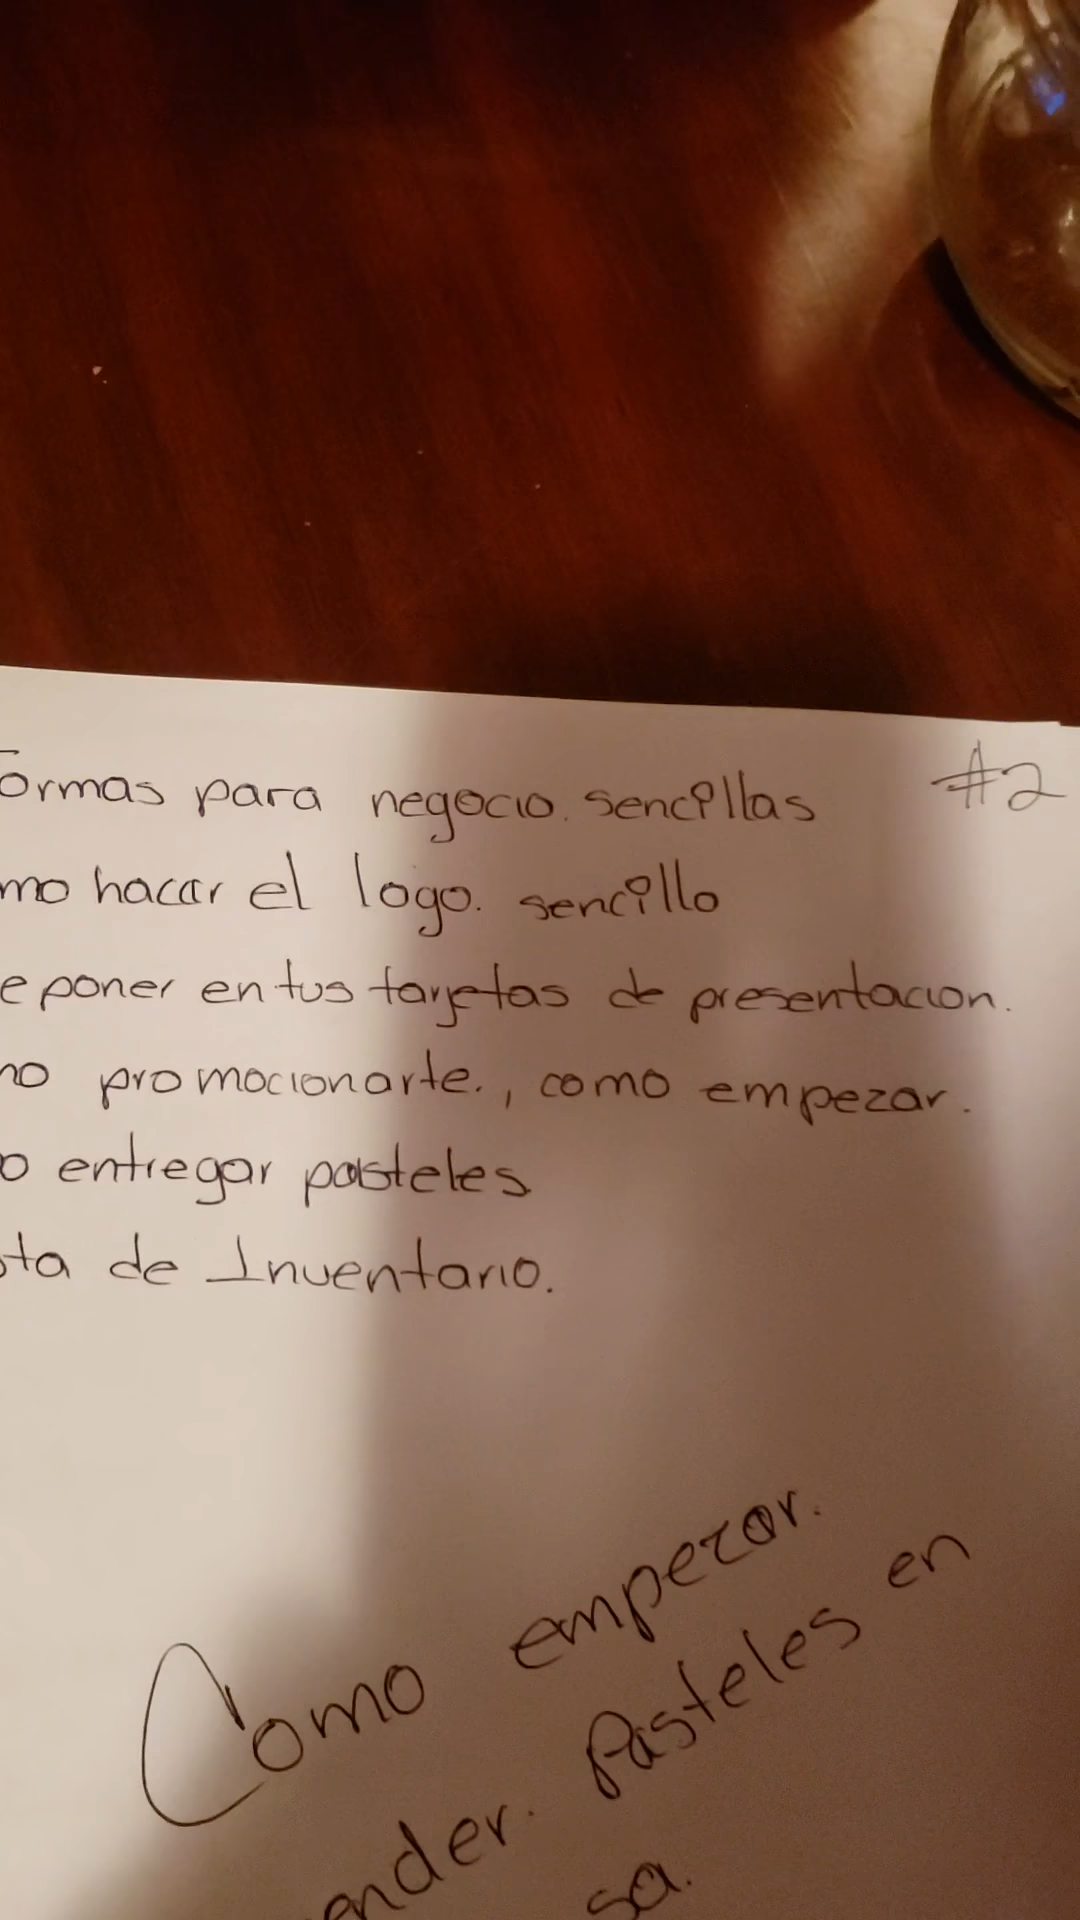 ormas para negocio. sencillas #2
mo hacer el logo. sencillo
e poner en tus tarjetas de presentacion.
no promocionarte., como empezar.
o entregar pasteles.
sta de Inventario.
Como empezar.
ender. Pasteles en
sa.